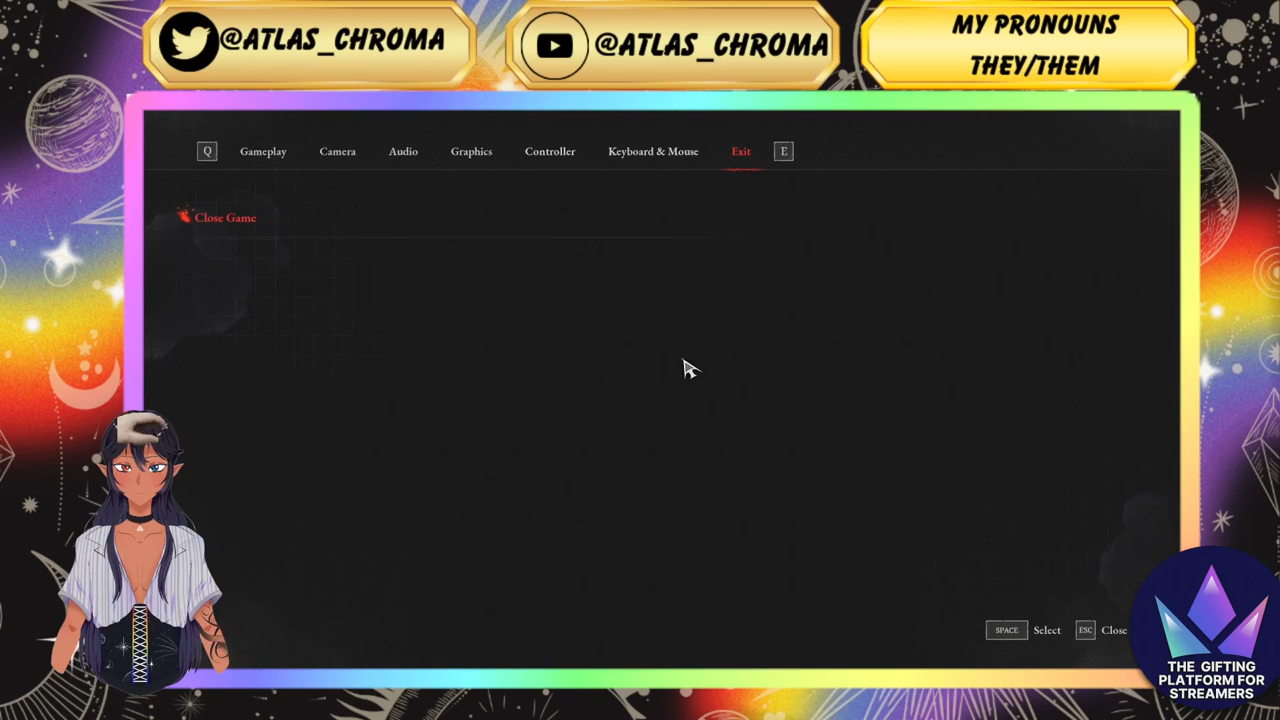 @ATLAS_CHROMA
@ATLAS_CHROMA
MY PRONOUNS
THEY/THEM
Q Gameplay Camera Audio Graphics Controller Keyboard & Mouse Exit E
Close Game
SPACE Select ESC Close
THE GIFTING
PLATFORM FOR
STREAMERS